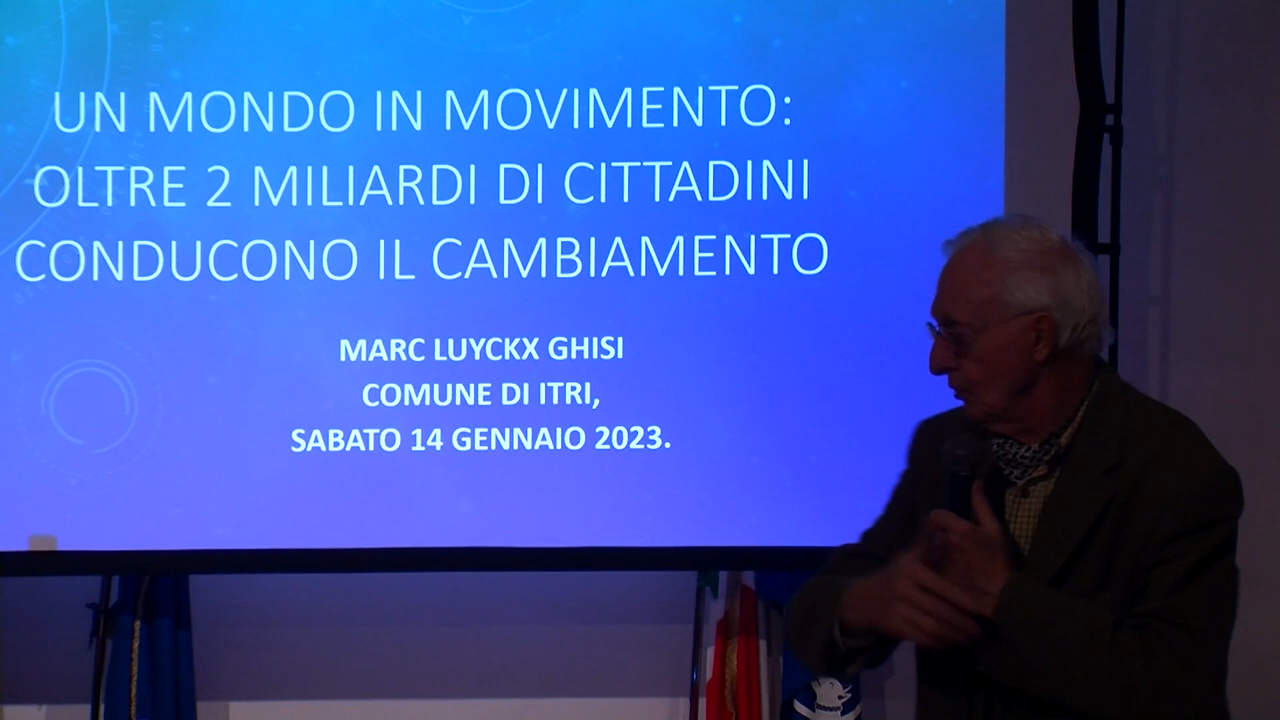 UN MONDO IN MOVIMENTO:
OLTRE 2 MILIARDI DI CITTADINI
CONDUCONO IL CAMBIAMENTO
MARC LUYCKX GHISI
COMUNE DI ITRI,
SABATO 14 GENNAIO 2023.